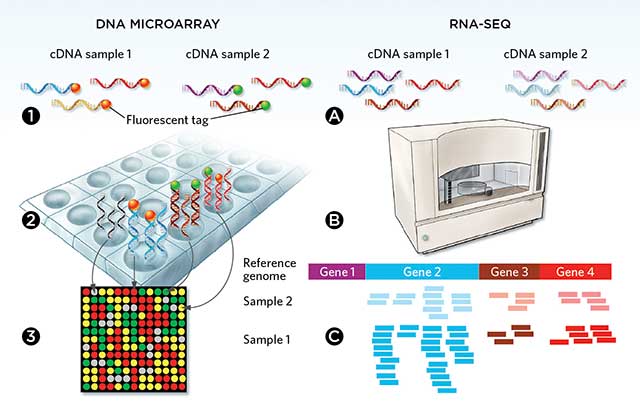 DNA MICROARRAY
cDNA sample 1
cDNA sample 2
1
Fluorescent tag
2
3
RNA-SEQ
cDNA sample 1
cDNA sample 2
A
B
Reference
genome
Gene 1
Gene 2
Gene 3
Gene 4
Sample 2
Sample 1
C